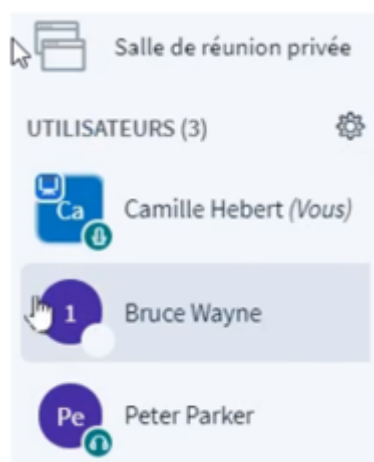 Salle de réunion privée
UTILISATEURS (3)
Ca Camille Hebert (Vous)
1 Bruce Wayne
Pe Peter Parker